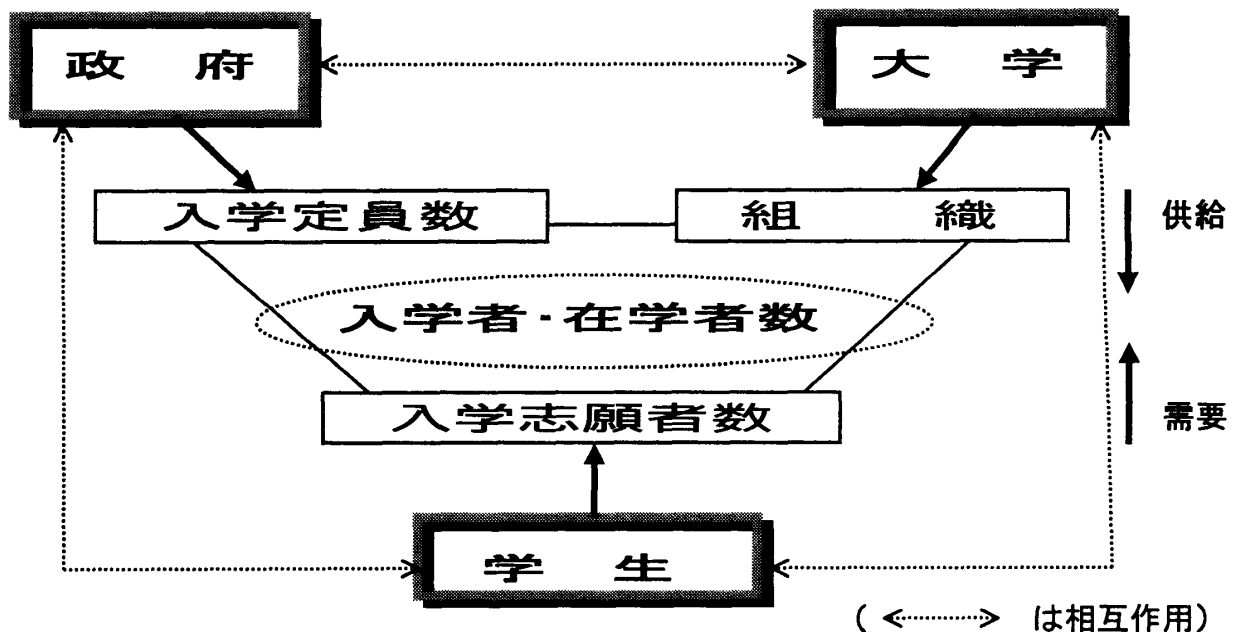 政　府
大　学
入学定員数
組　織
供給
入学者・在学者数
入学志願者数
需要
学　生
(　は相互作用)